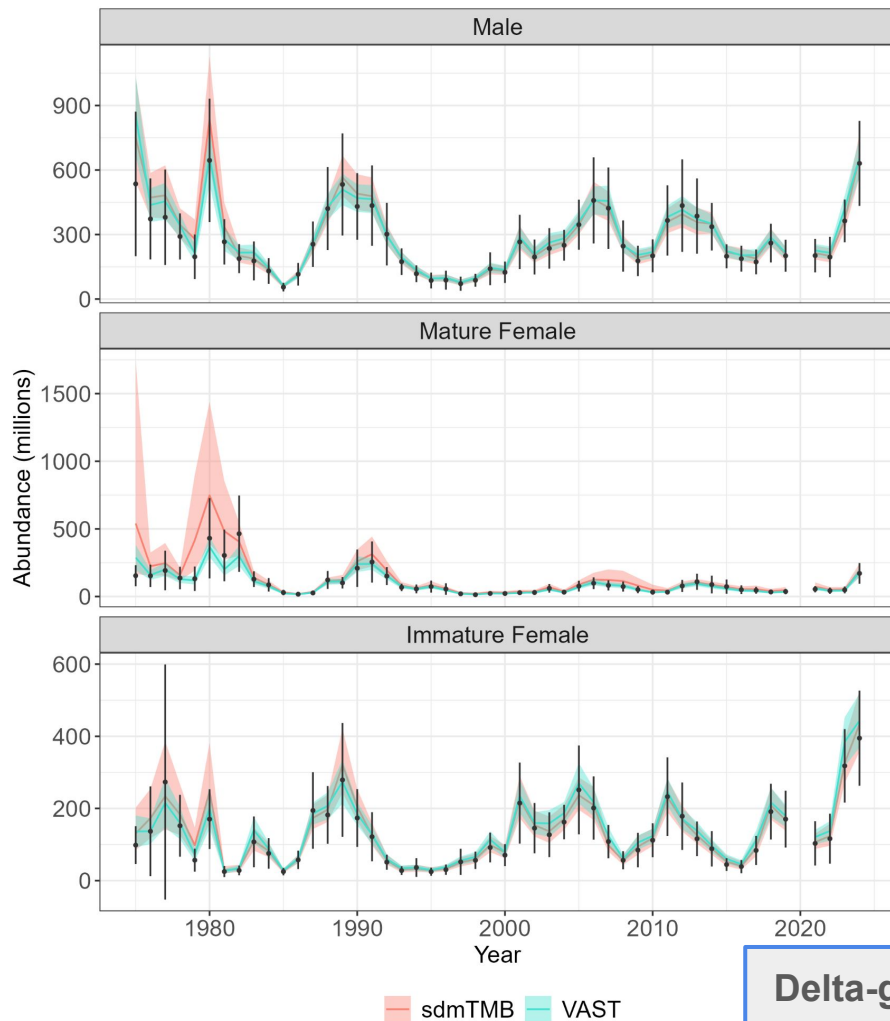 Male
900
600
300
0
Mature Female
1500
1000
500
0
Abundance (millions)
Immature Female
600
400
200
0
1980 1990 2000 2010 2020
Year
sdmTMB VAST
Delta-g